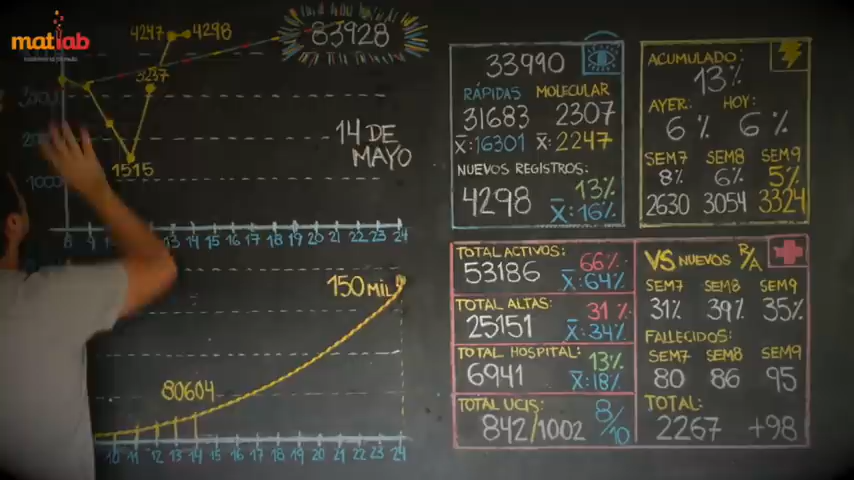 matlab
4247 4298
83928
3237
3000
1515
1000
14 DE
MAYO
8 9 13 14 15 16 17 18 19 20 21 22 23 24
150 MIL
80604
10 11 12 13 14 15 16 17 18 19 20 21 22 23 24
33990
RÁPIDAS MOLECULAR
31683 2307
X̄:16301 X̄:2247
NUEVOS REGISTROS:
13%
4298 X̄:16%
ACUMULADO:
13%
AYER: HOY:
6% 6%
SEM7 SEM8 SEM9
8% 6% 5%
2630 3054 3324
TOTAL ACTIVOS: 66%
53186 X̄:64%
TOTAL ALTAS: 31%
25151 X̄:34%
TOTAL HOSPITAL: 13%
6941 X̄:18%
TOTAL UCIS: 8/10
842/1002
VS NUEVOS R/A
SEM7 SEM8 SEM9
31% 39% 35%
FALLECIDOS:
SEM7 SEM8 SEM9
80 86 95
TOTAL:
2267 +98